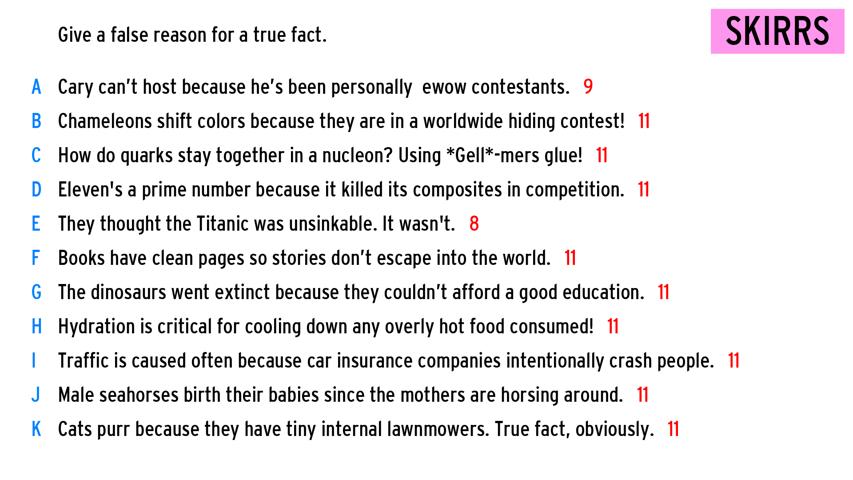 Give a false reason for a true fact.
SKIRRS
A Cary can't host because he's been personally  ewow contestants. 9
B Chameleons shift colors because they are in a worldwide hiding contest! 11
C How do quarks stay together in a nucleon? Using *Gell*-mers glue! 11
D Eleven's a prime number because it killed its composites in competition. 11
E They thought the Titanic was unsinkable. It wasn't. 8
F Books have clean pages so stories don't escape into the world. 11
G The dinosaurs went extinct because they couldn't afford a good education. 11
H Hydration is critical for cooling down any overly hot food consumed! 11
I Traffic is caused often because car insurance companies intentionally crash people. 11
J Male seahorses birth their babies since the mothers are horsing around. 11
K Cats purr because they have tiny internal lawnmowers. True fact, obviously. 11